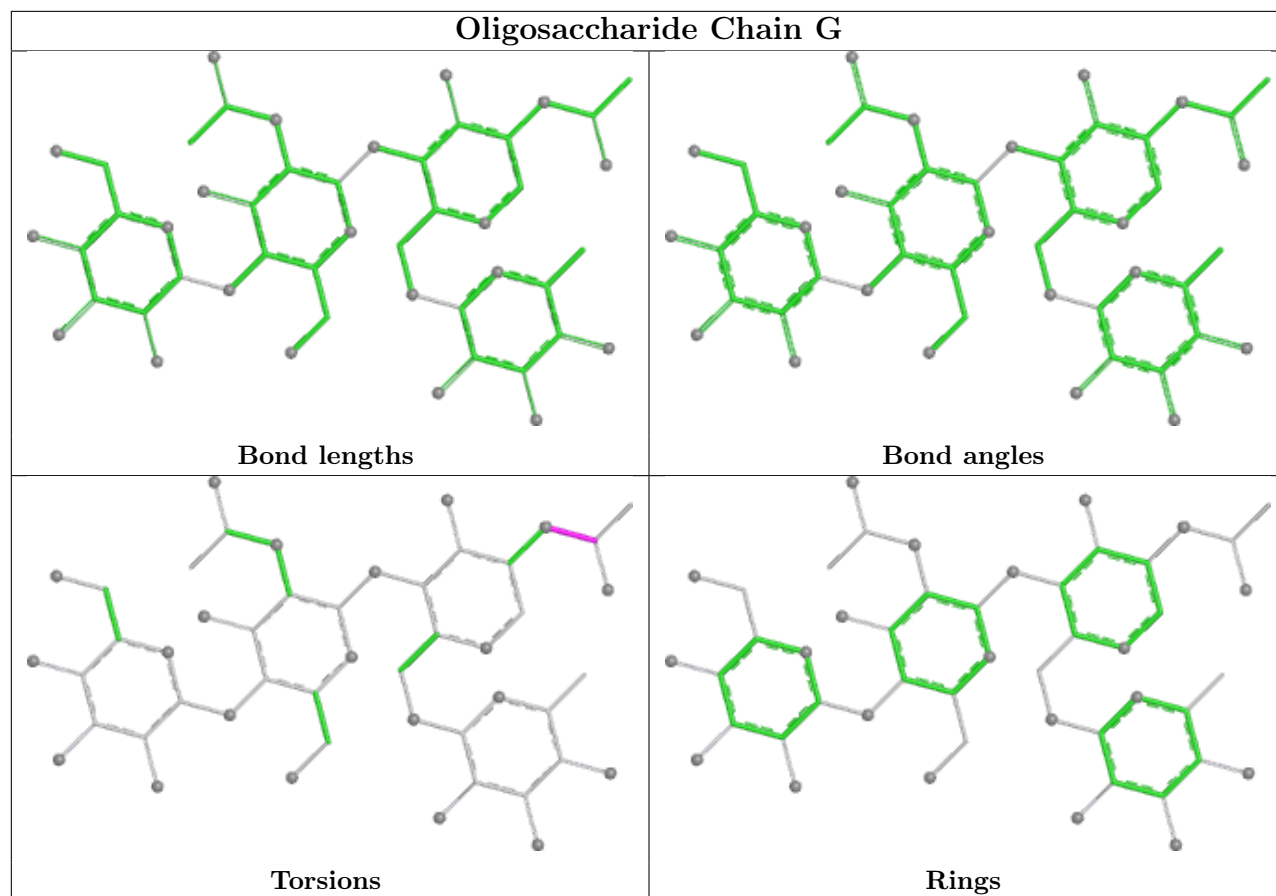 Oligosaccharide Chain G
Bond lengths
Bond angles
Torsions
Rings